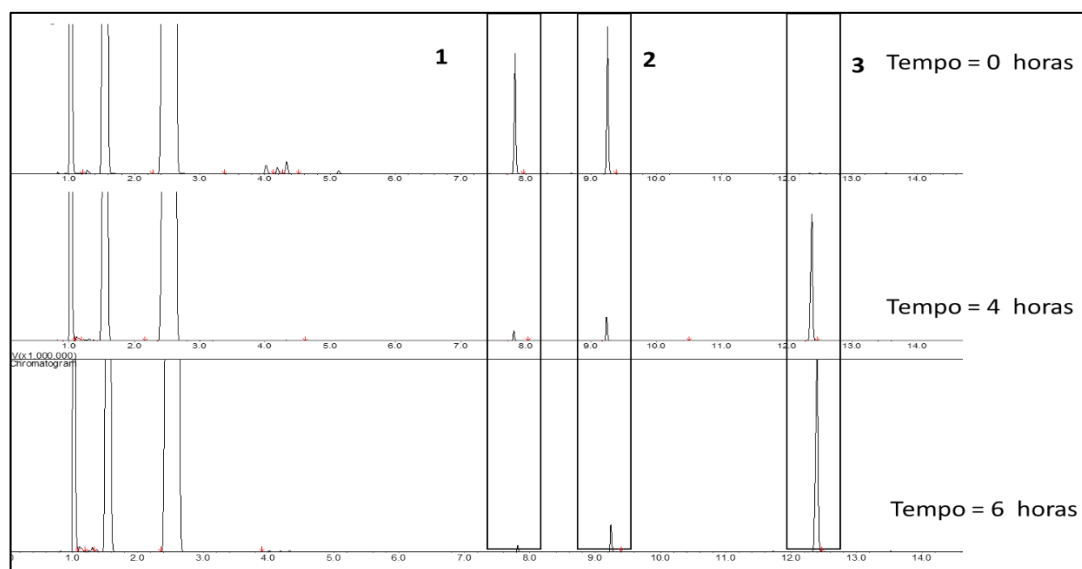 1 2 3 Tempo = 0 horas
1.0 2.0 3.0 4.0 5.0 6.0 7.0 8.0 9.0 10.0 11.0 12.0 13.0 14.0
Tempo = 4 horas
1.0 2.0 3.0 4.0 5.0 6.0 7.0 8.0 9.0 10.0 11.0 12.0 13.0 14.0
V(x1.000.000)
Chromatogram
Tempo = 6 horas
0 1.0 2.0 3.0 4.0 5.0 6.0 7.0 8.0 9.0 10.0 11.0 12.0 13.0 14.0